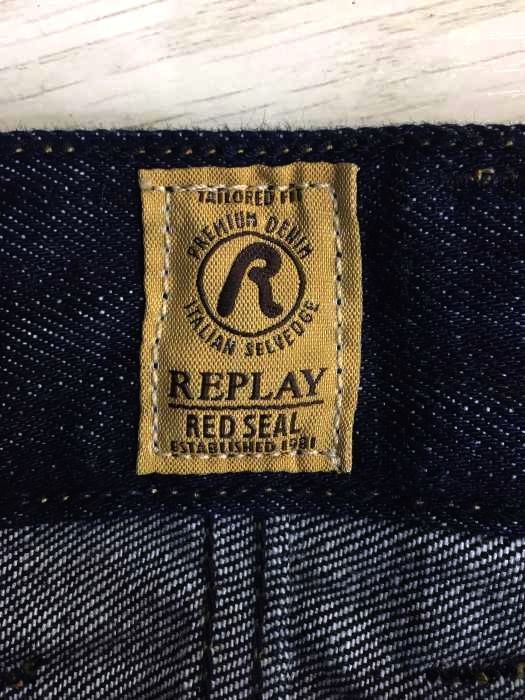 TAILORED FIT
PREMIUM DENIM
R
ITALIAN SELVEDGE
REPLAY
RED SEAL
ESTABLISHED 1981